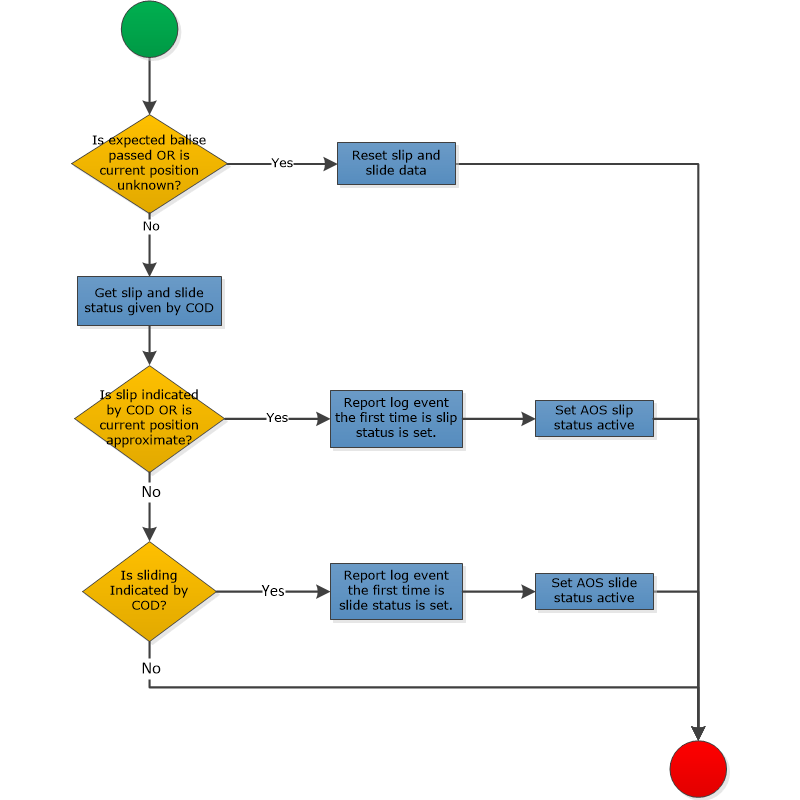 Is expected balise
passed OR is
current position
unknown?
Yes
Reset slip and
slide data
No
Get slip and slide
status given by COD
Is slip indicated
by COD OR is
current position
approximate?
Yes
Report log event
the first time is slip
status is set.
Set AOS slip
status active
No
Is sliding
Indicated by
COD?
Yes
Report log event
the first time is
slide status is set.
Set AOS slide
status active
No